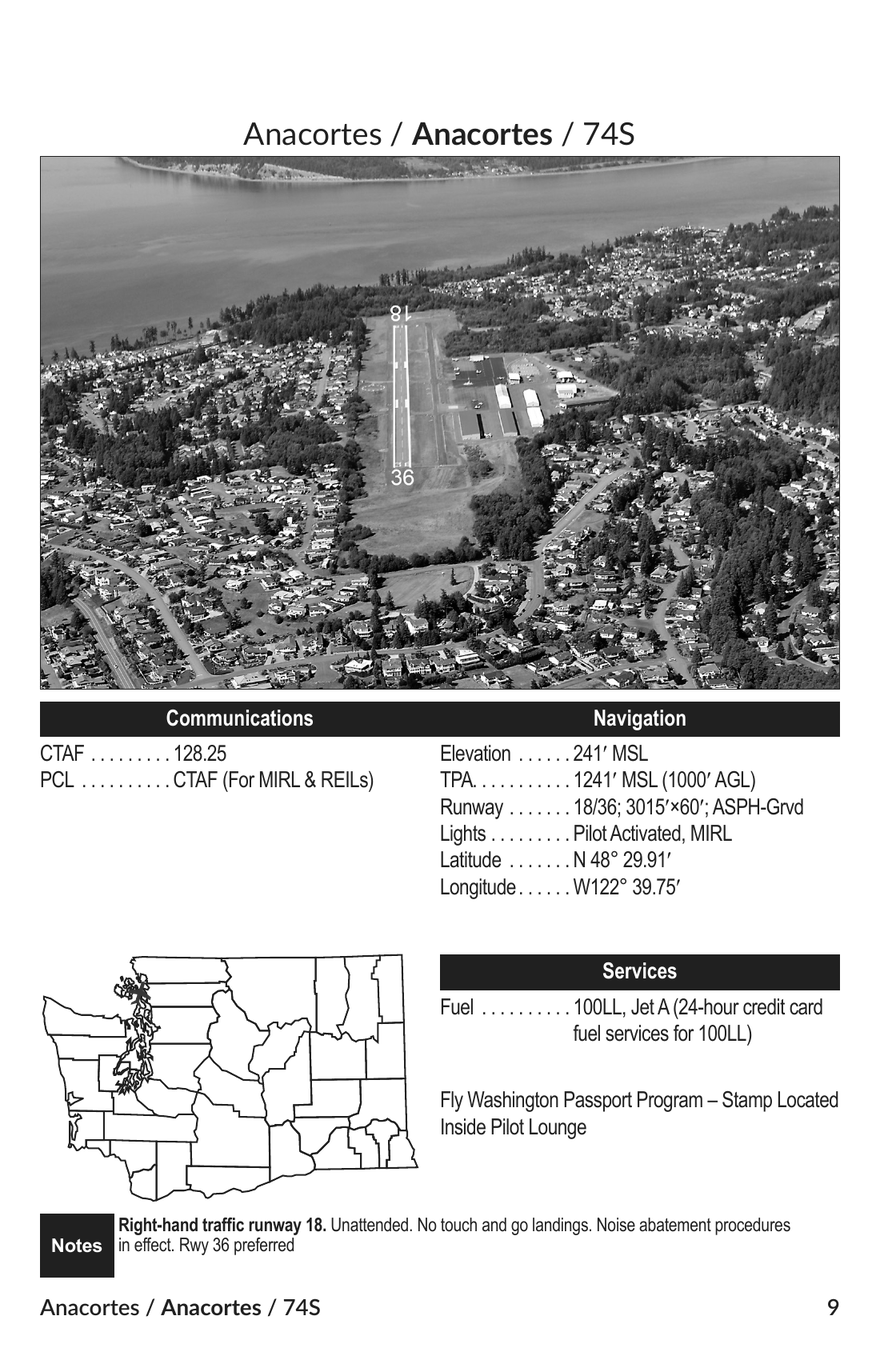 Anacortes / Anacortes / 74S
18
36
Communications
CTAF . . . . . . . . . 128.25
PCL . . . . . . . . . . CTAF (For MIRL & REILs)
Navigation
Elevation . . . . . . 241′ MSL
TPA. . . . . . . . . . . 1241′ MSL (1000′ AGL)
Runway . . . . . . . 18/36; 3015′×60′; ASPH-Grvd
Lights . . . . . . . . . Pilot Activated, MIRL
Latitude . . . . . . . N 48° 29.91′
Longitude. . . . . . W122° 39.75′
Services
Fuel . . . . . . . . . . 100LL, Jet A (24-hour credit card
fuel services for 100LL)
Fly Washington Passport Program – Stamp Located
Inside Pilot Lounge
Notes
Right-hand traffic runway 18. Unattended. No touch and go landings. Noise abatement procedures
in effect. Rwy 36 preferred
Anacortes / Anacortes / 74S 9